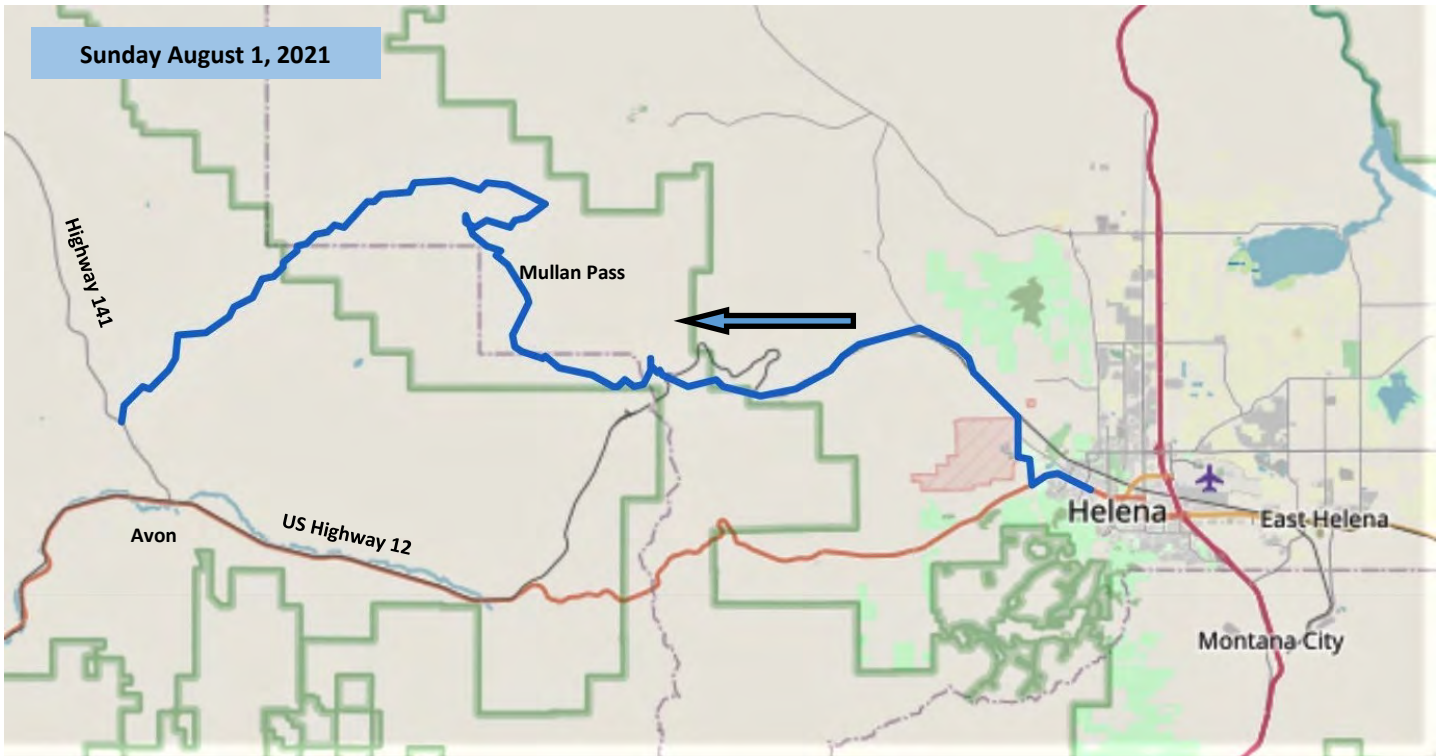 Sunday August 1, 2021
Highway 141
Mullan Pass
Helena
East Helena
Avon
US Highway 12
Montana City